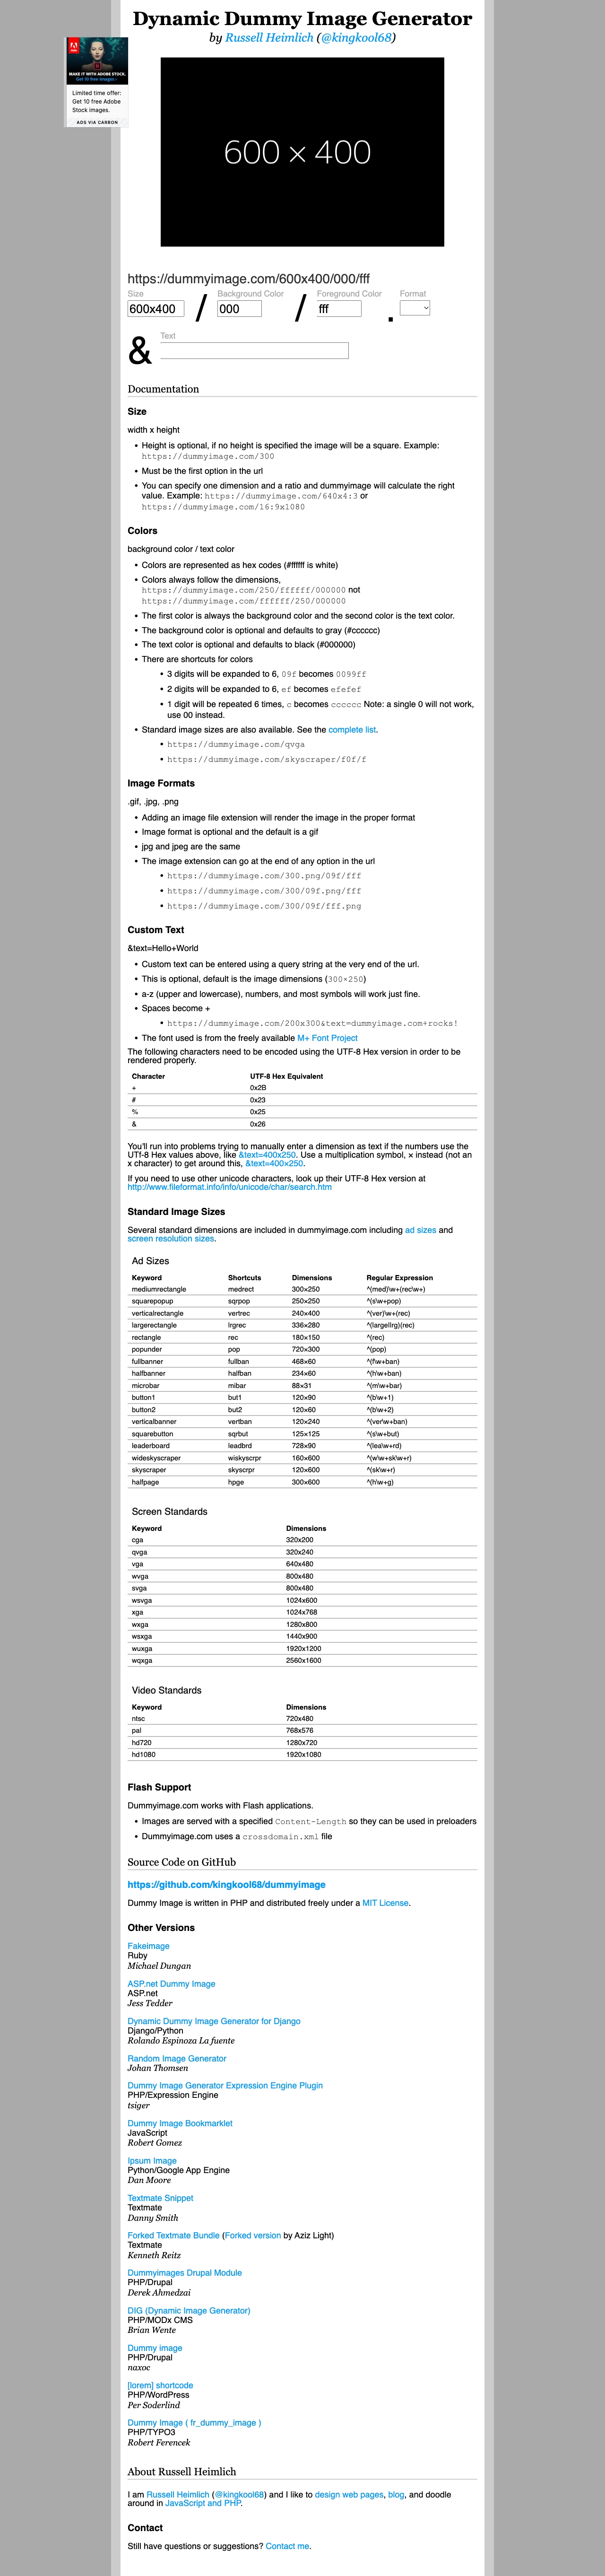 Dynamic Dummy Image Generator
by Russell Heimlich (@kingkool68)
MAKE IT WITH ADOBE STOCK.
Get 10 free images ›
Limited time offer:
Get 10 free Adobe
Stock images.
ADS VIA CARBON
600 × 400
https://dummyimage.com/600x400/000/fff
Size Background Color Foreground Color Format
600x400 / 000 / fff .
& Text
Documentation
Size
width x height
• Height is optional, if no height is specified the image will be a square. Example:
https://dummyimage.com/300
• Must be the first option in the url
• You can specify one dimension and a ratio and dummyimage will calculate the right
value. Example: https://dummyimage.com/640x4:3 or
https://dummyimage.com/16:9x1080
Colors
background color / text color
• Colors are represented as hex codes (#ffffff is white)
• Colors always follow the dimensions,
https://dummyimage.com/250/ffffff/000000 not
https://dummyimage.com/ffffff/250/000000
• The first color is always the background color and the second color is the text color.
• The background color is optional and defaults to gray (#cccccc)
• The text color is optional and defaults to black (#000000)
• There are shortcuts for colors
• 3 digits will be expanded to 6, 09f becomes 0099ff
• 2 digits will be expanded to 6, ef becomes efefef
• 1 digit will be repeated 6 times, c becomes cccccc Note: a single 0 will not work,
use 00 instead.
• Standard image sizes are also available. See the complete list.
• https://dummyimage.com/qvga
• https://dummyimage.com/skyscraper/f0f/f
Image Formats
.gif, .jpg, .png
• Adding an image file extension will render the image in the proper format
• Image format is optional and the default is a gif
• jpg and jpeg are the same
• The image extension can go at the end of any option in the url
• https://dummyimage.com/300.png/09f/fff
• https://dummyimage.com/300/09f.png/fff
• https://dummyimage.com/300/09f/fff.png
Custom Text
&text=Hello+World
• Custom text can be entered using a query string at the very end of the url.
• This is optional, default is the image dimensions (300×250)
• a-z (upper and lowercase), numbers, and most symbols will work just fine.
• Spaces become +
• https://dummyimage.com/200x300&text=dummyimage.com+rocks!
• The font used is from the freely available M+ Font Project
The following characters need to be encoded using the UTF-8 Hex version in order to be
rendered properly.
Character UTF-8 Hex Equivalent
+ 0x2B
# 0x23
% 0x25
& 0x26
You'll run into problems trying to manually enter a dimension as text if the numbers use the
UTf-8 Hex values above, like &text=400x250. Use a multiplication symbol, x instead (not an
x character) to get around this, &text=400×250.
If you need to use other unicode characters, look up their UTF-8 Hex version at
http://www.fileformat.info/info/unicode/char/search.htm
Standard Image Sizes
Several standard dimensions are included in dummyimage.com including ad sizes and
screen resolution sizes.
Ad Sizes
Keyword Shortcuts Dimensions Regular Expression
mediumrectangle medrect 300×250 ^(med)\w+(rec\w+)
squarepopup sqrpop 250×250 ^(s\w+pop)
verticalrectangle vertrec 240×400 ^(ver)\w+(rec)
largerectangle lrgrec 336×280 ^(large|lrg)(rec)
rectangle rec 180×150 ^(rec)
popunder pop 720×300 ^(pop)
fullbanner fullban 468×60 ^(f\w+ban)
halfbanner halfban 234×60 ^(h\w+ban)
microbar mibar 88×31 ^(m\w+bar)
button1 but1 120×90 ^(b\w+1)
button2 but2 120×60 ^(b\w+2)
verticalbanner vertban 120×240 ^(ver\w+ban)
squarebutton sqrbut 125×125 ^(s\w+but)
leaderboard leadbrd 728×90 ^(lea\w+rd)
wideskyscraper wiskyscrpr 160×600 ^(w\w+sk\w+r)
skyscraper skyscrpr 120×600 ^(sk\w+r)
halfpage hpge 300×600 ^(h\w+g)
Screen Standards
Keyword Dimensions
cga 320x200
qvga 320x240
vga 640x480
wvga 800x480
svga 800x480
wsvga 1024x600
xga 1024x768
wxga 1280x800
wsxga 1440x900
wuxga 1920x1200
wqxga 2560x1600
Video Standards
Keyword Dimensions
ntsc 720x480
pal 768x576
hd720 1280x720
hd1080 1920x1080
Flash Support
Dummyimage.com works with Flash applications.
• Images are served with a specified Content-Length so they can be used in preloaders
• Dummyimage.com uses a crossdomain.xml file
Source Code on GitHub
https://github.com/kingkool68/dummyimage
Dummy Image is written in PHP and distributed freely under a MIT License.
Other Versions
Fakeimage
Ruby
Michael Dungan
ASP.net Dummy Image
ASP.net
Jess Tedder
Dynamic Dummy Image Generator for Django
Django/Python
Rolando Espinoza La fuente
Random Image Generator
Johan Thomsen
Dummy Image Generator Expression Engine Plugin
PHP/Expression Engine
tsiger
Dummy Image Bookmarklet
JavaScript
Robert Gomez
Ipsum Image
Python/Google App Engine
Dan Moore
Textmate Snippet
Textmate
Danny Smith
Forked Textmate Bundle (Forked version by Aziz Light)
Textmate
Kenneth Reitz
Dummyimages Drupal Module
PHP/Drupal
Derek Ahmedzai
DIG (Dynamic Image Generator)
PHP/MODx CMS
Brian Wente
Dummy image
PHP/Drupal
naxoc
[lorem] shortcode
PHP/WordPress
Per Soderlind
Dummy Image ( fr_dummy_image )
PHP/TYPO3
Robert Ferencek
About Russell Heimlich
I am Russell Heimlich (@kingkool68) and I like to design web pages, blog, and doodle
around in JavaScript and PHP.
Contact
Still have questions or suggestions? Contact me.